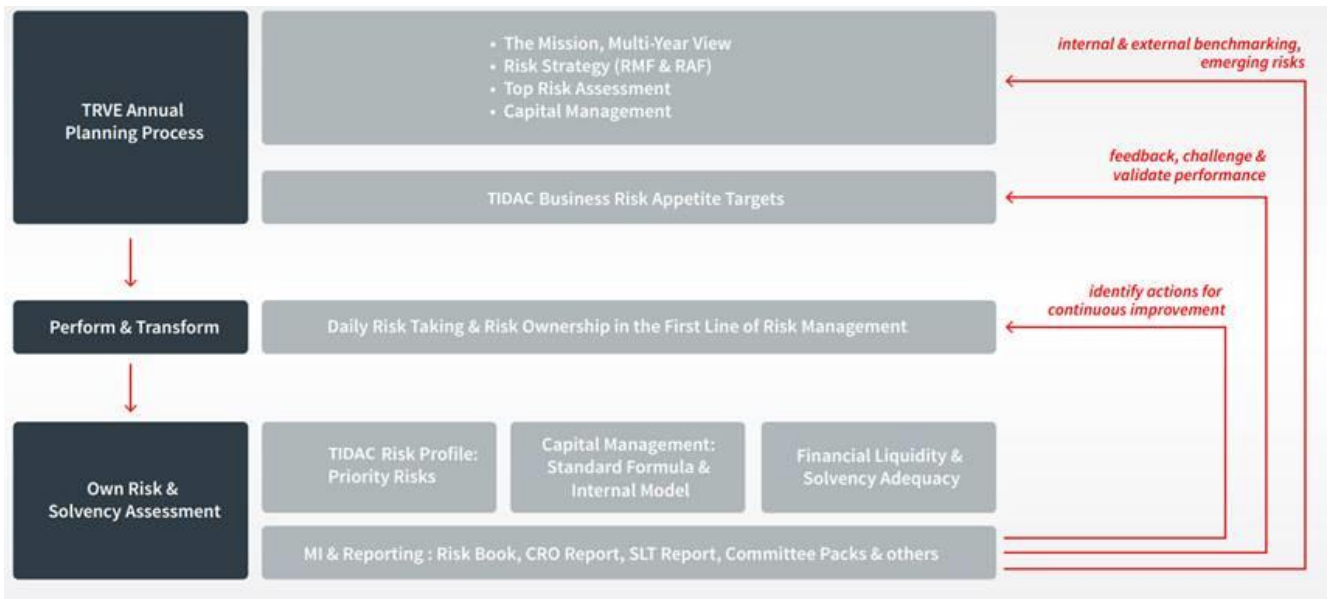 • The Mission, Multi-Year View
• Risk Strategy (RMF & RAF)
• Top Risk Assessment
• Capital Management
internal & external benchmarking,
emerging risks
TRVE Annual
Planning Process
feedback, challenge &
validate performance
TIDAC Business Risk Appetite Targets
identify actions for
continuous improvement
Perform & Transform
Daily Risk Taking & Risk Ownership in the First Line of Risk Management
Own Risk &
Solvency Assessment
TIDAC Risk Profile:
Priority Risks
Capital Management:
Standard Formula &
Internal Model
Financial Liquidity &
Solvency Adequacy
MI & Reporting : Risk Book, CRO Report, SLT Report, Committee Packs & others